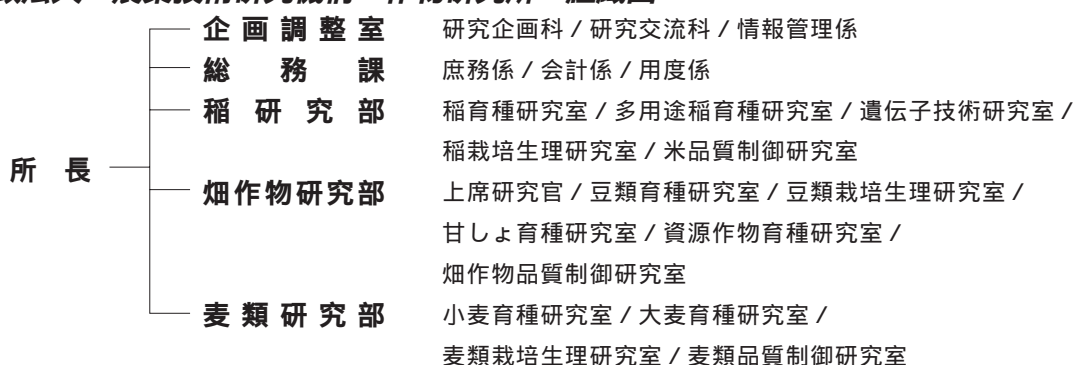 企画調整室 研究企画科 / 研究交流科 / 情報管理係
総務課 庶務係 / 会計係 / 用度係
稲研究部 稲育種研究室 / 多用途稲育種研究室 / 遺伝子技術研究室 /
稲栽培生理研究室 / 米品質制御研究室
所長
畑作物研究部 上席研究官 / 豆類育種研究室 / 豆類栽培生理研究室 /
甘しょ育種研究室 / 資源作物育種研究室 /
畑作物品質制御研究室
麦類研究部 小麦育種研究室 / 大麦育種研究室 /
麦類栽培生理研究室 / 麦類品質制御研究室